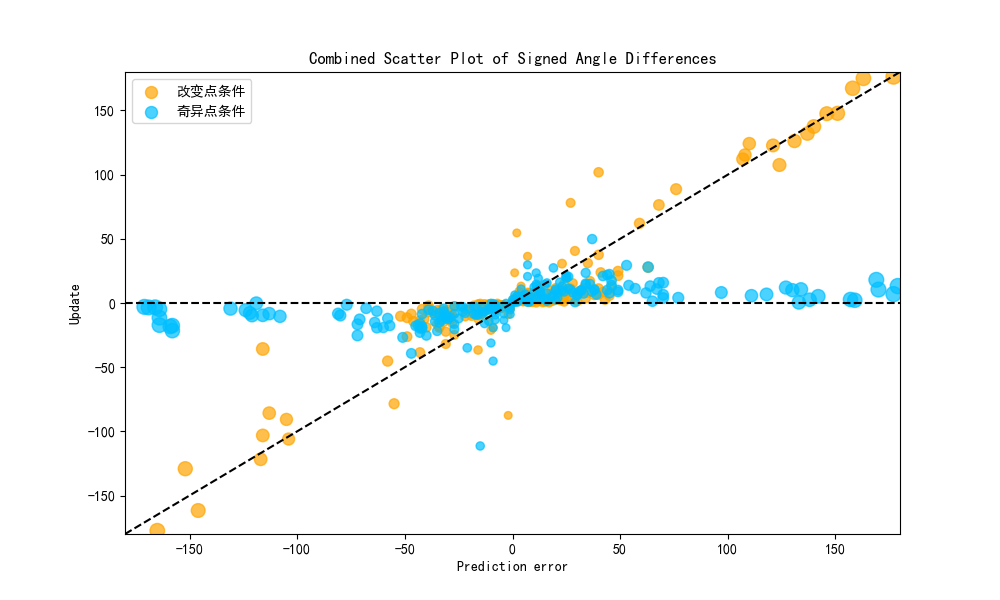 Combined Scatter Plot of Signed Angle Differences
改变点条件
奇异点条件
Update
150
100
50
0
−50
−100
−150
−150
−100
−50
0
50
100
150
Prediction error